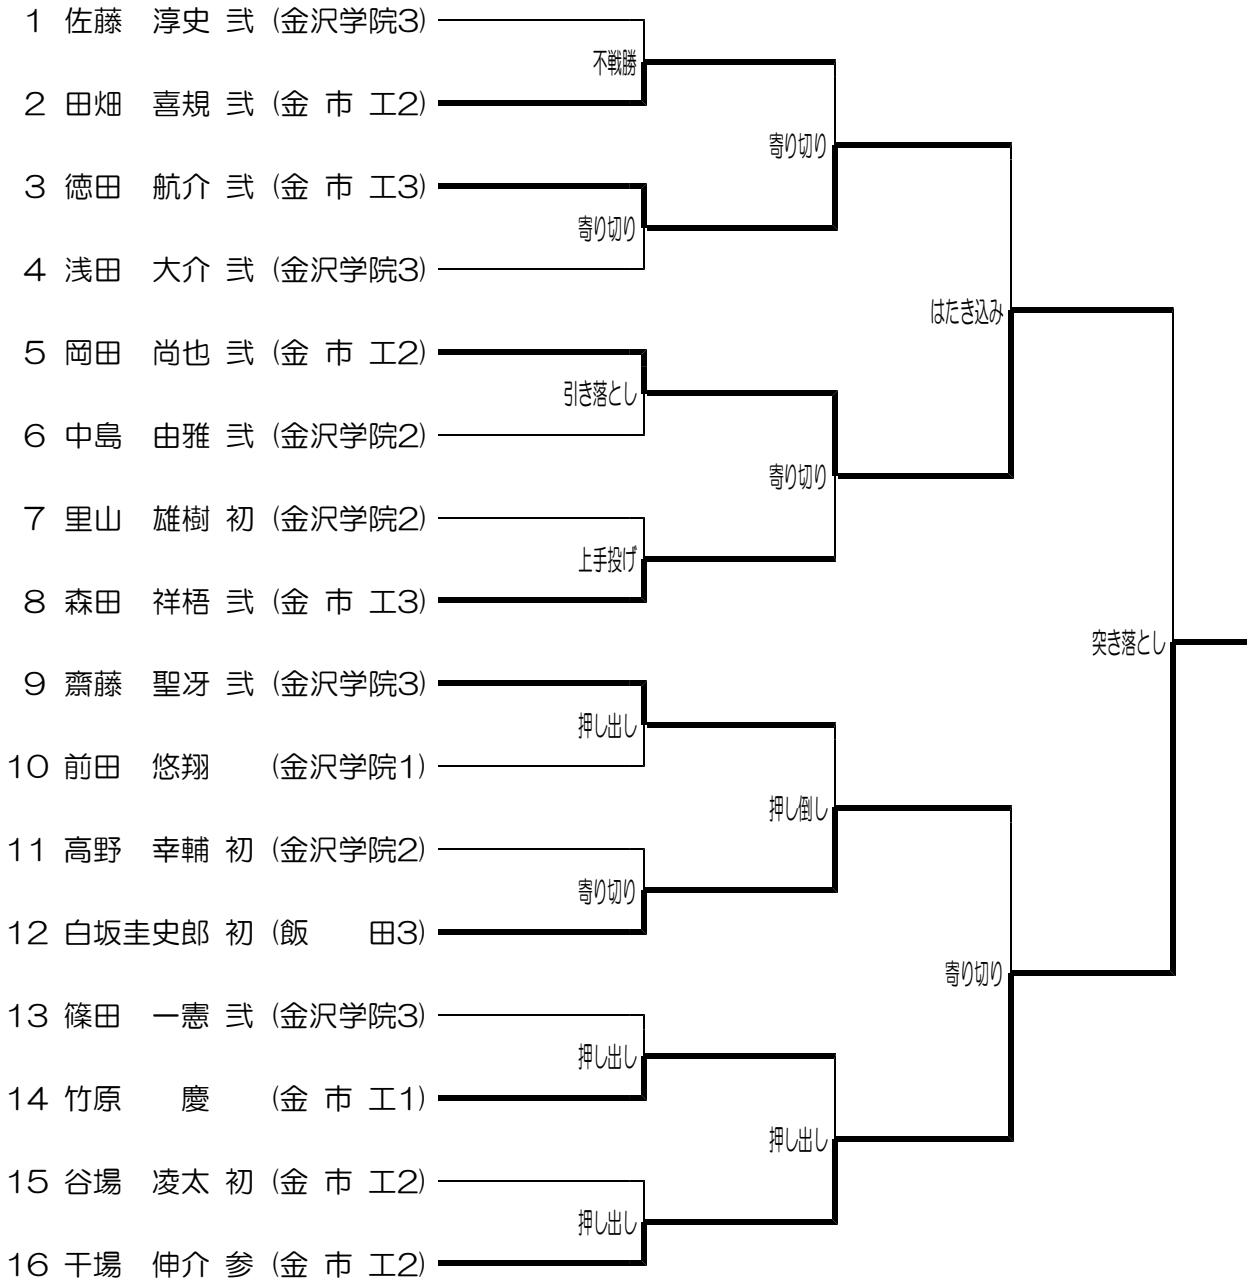 1 佐藤　淳史 弐 (金沢学院3)
不戦勝
2 田畑　喜規 弐 (金 市 工2)
寄り切り
3 徳田　航介 弐 (金 市 工3)
寄り切り
4 浅田　大介 弐 (金沢学院3)
はたき込み
5 岡田　尚也 弐 (金 市 工2)
引き落とし
6 中島　由雅 弐 (金沢学院2)
寄り切り
7 里山　雄樹 初 (金沢学院2)
上手投げ
8 森田　祥梧 弐 (金 市 工3)
突き落とし
9 齋藤　聖冴 弐 (金沢学院3)
押し出し
10 前田　悠翔　 (金沢学院1)
押し倒し
11 高野　幸輔 初 (金沢学院2)
寄り切り
12 白坂圭史郎 初 (飯　　田3)
寄り切り
13 篠田　一憲 弐 (金沢学院3)
押し出し
14 竹原　　慶　 (金 市 工1)
押し出し
15 谷場　凌太 初 (金 市 工2)
押し出し
16 干場　伸介 参 (金 市 工2)